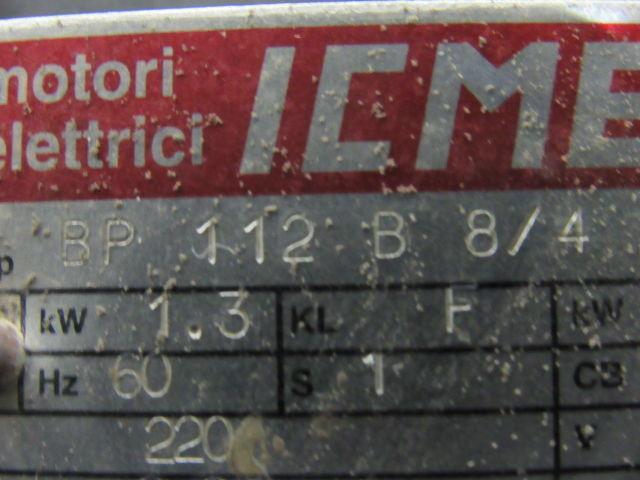 motori ICME
elettrici
p BP 112 B 8/4
kW 1.3 KL F kW
Hz 60 S 1 CB
220 V